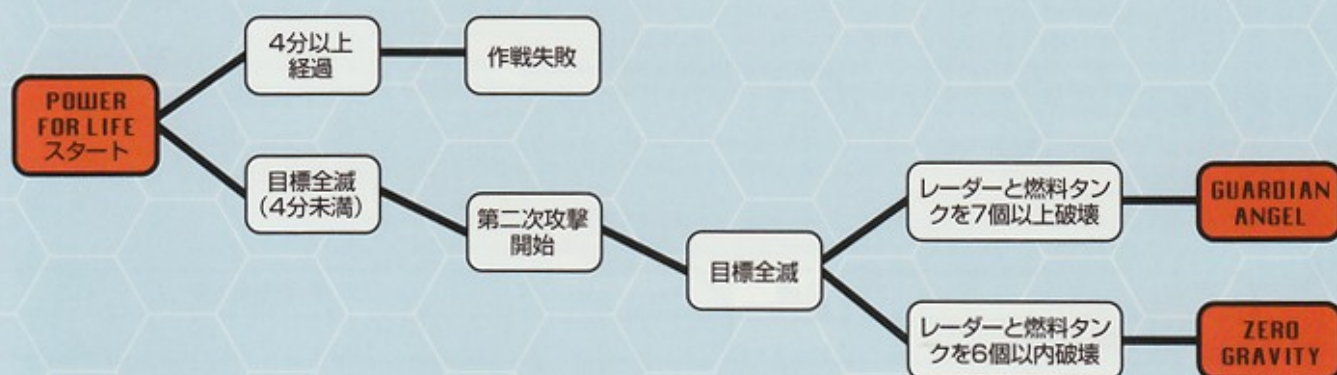 POWER
FOR LIFE
スタート
4分以上
経過
作戦失敗
目標全滅
(4分未満)
第二次攻撃
開始
目標全滅
レーダーと燃料タン
クを7個以上破壊
GUARDIAN
ANGEL
レーダーと燃料タン
クを6個以内破壊
ZERO
GRAVITY